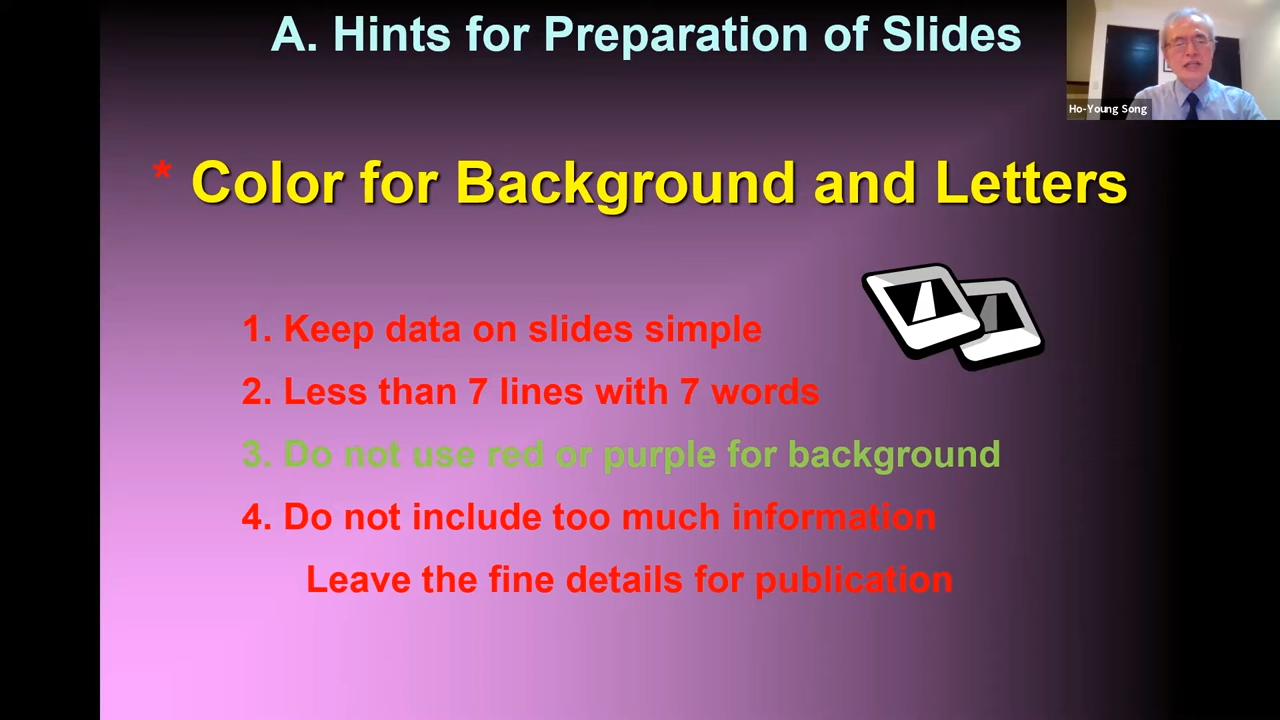 A. Hints for Preparation of Slides
Ho-Young Song
* Color for Background and Letters
1. Keep data on slides simple
2. Less than 7 lines with 7 words
3. Do not use red or purple for background
4. Do not include too much information
Leave the fine details for publication